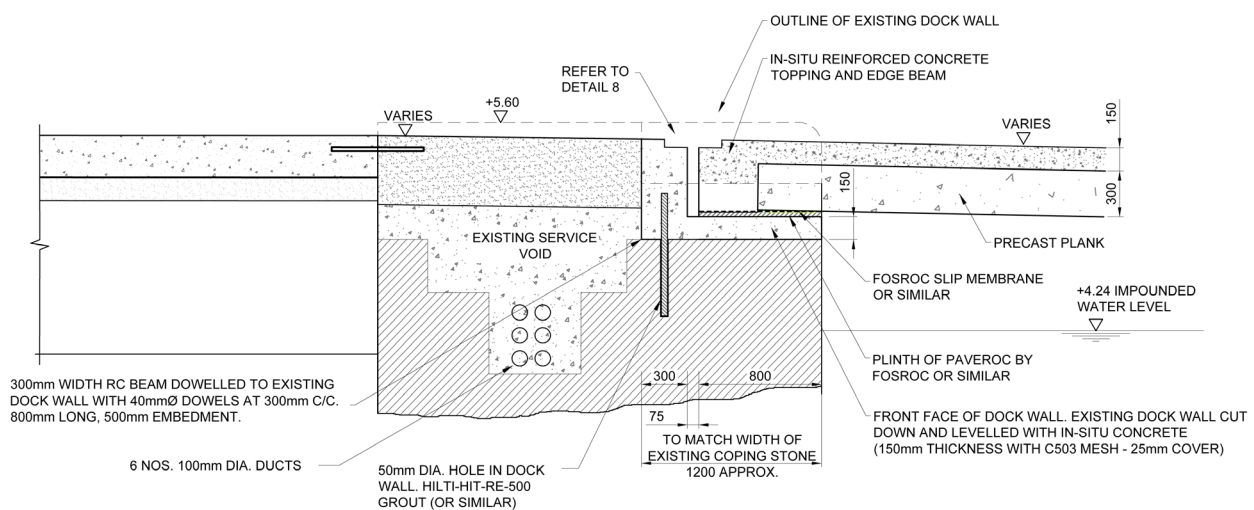 OUTLINE OF EXISTING DOCK WALL
IN-SITU REINFORCED CONCRETE
TOPPING AND EDGE BEAM
REFER TO
DETAIL 8
VARIES
+5.60
VARIES
150
300
150
EXISTING SERVICE
VOID
PRECAST PLANK
FOSROC SLIP MEMBRANE
OR SIMILAR
+4.24 IMPOUNDED
WATER LEVEL
PLINTH OF PAVEROC BY
FOSROC OR SIMILAR
300
800
75
300mm WIDTH RC BEAM DOWELLED TO EXISTING
DOCK WALL WITH 40mmØ DOWELS AT 300mm C/C.
800mm LONG, 500mm EMBEDMENT.
FRONT FACE OF DOCK WALL. EXISTING DOCK WALL CUT
DOWN AND LEVELLED WITH IN-SITU CONCRETE
(150mm THICKNESS WITH C503 MESH - 25mm COVER)
TO MATCH WIDTH OF
EXISTING COPING STONE
1200 APPROX.
6 NOS. 100mm DIA. DUCTS
50mm DIA. HOLE IN DOCK
WALL. HILTI-HIT-RE-500
GROUT (OR SIMILAR)